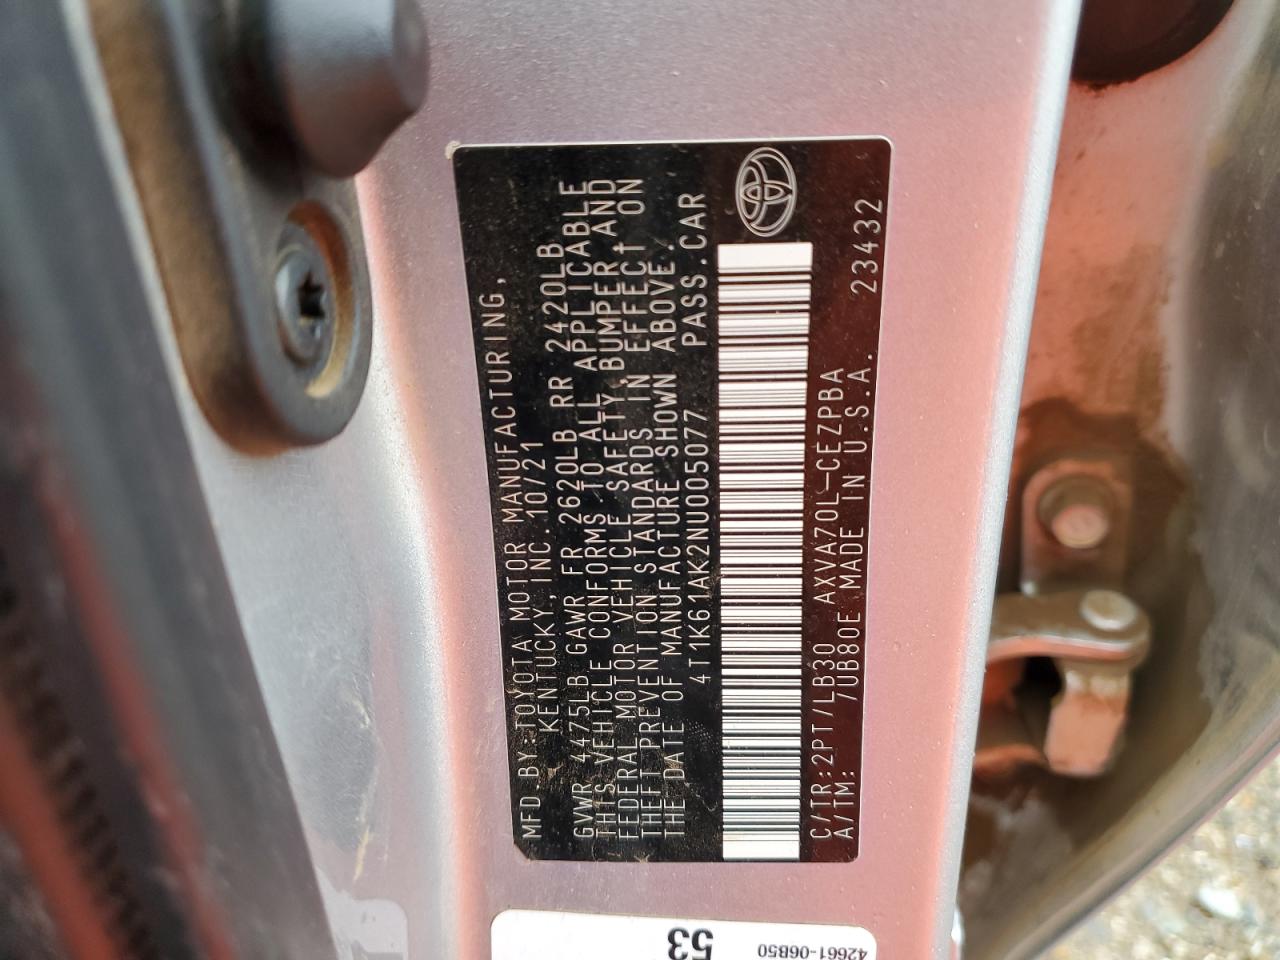 MFD.BY:TOYOTA MOTOR MANUFACTURING,
KENTUCKY,INC. 10/21
GVWR 4475LB GAWR FR 2620LB RR 2420LB
THIS VEHICLE CONFORMS TO ALL APPLICABLE
FEDERAL MOTOR VEHICLE SAFETY,BUMPER,AND
THEFT PREVENTION STANDARDS IN EFFECT ON
THE DATE OF MANUFACTURE SHOWN ABOVE.
4T1K61AK2NU005077 PASS.CAR
C/TR:2PT/LB30 AXVA70L-CEZPBA 23432
A/TM: /UB80E MADE IN U.S.A.
53
42661-06B50